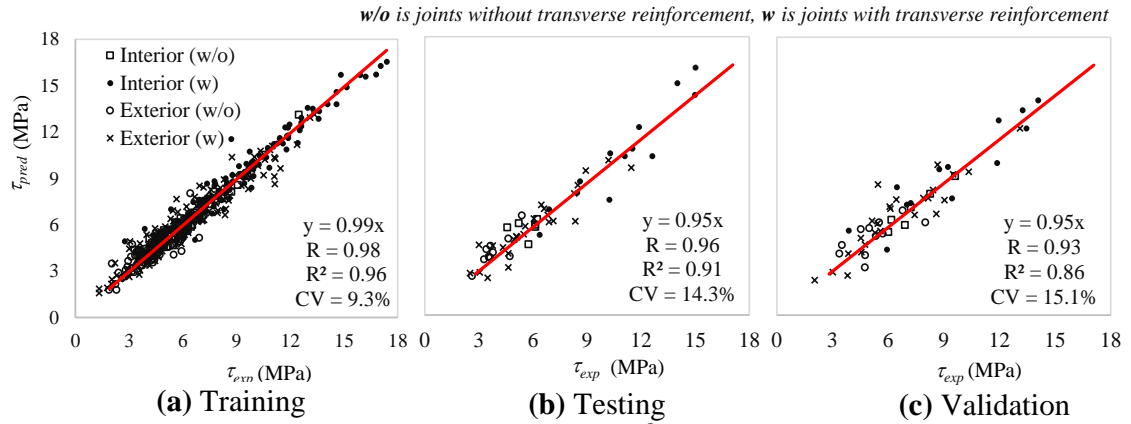 w/o is joints without transverse reinforcement, w is joints with transverse reinforcement
18
15
12
9
6
3
0
τpred (MPa)
Interior (w/o)
Interior (w)
Exterior (w/o)
Exterior (w)
y = 0.99x
R = 0.98
R² = 0.96
CV = 9.3%
0 3 6 9 12 15 18
τexp (MPa)
(a) Training
y = 0.95x
R = 0.96
R² = 0.91
CV = 14.3%
0 3 6 9 12 15 18
τexp (MPa)
(b) Testing
y = 0.95x
R = 0.93
R² = 0.86
CV = 15.1%
0 3 6 9 12 15 18
τexp (MPa)
(c) Validation